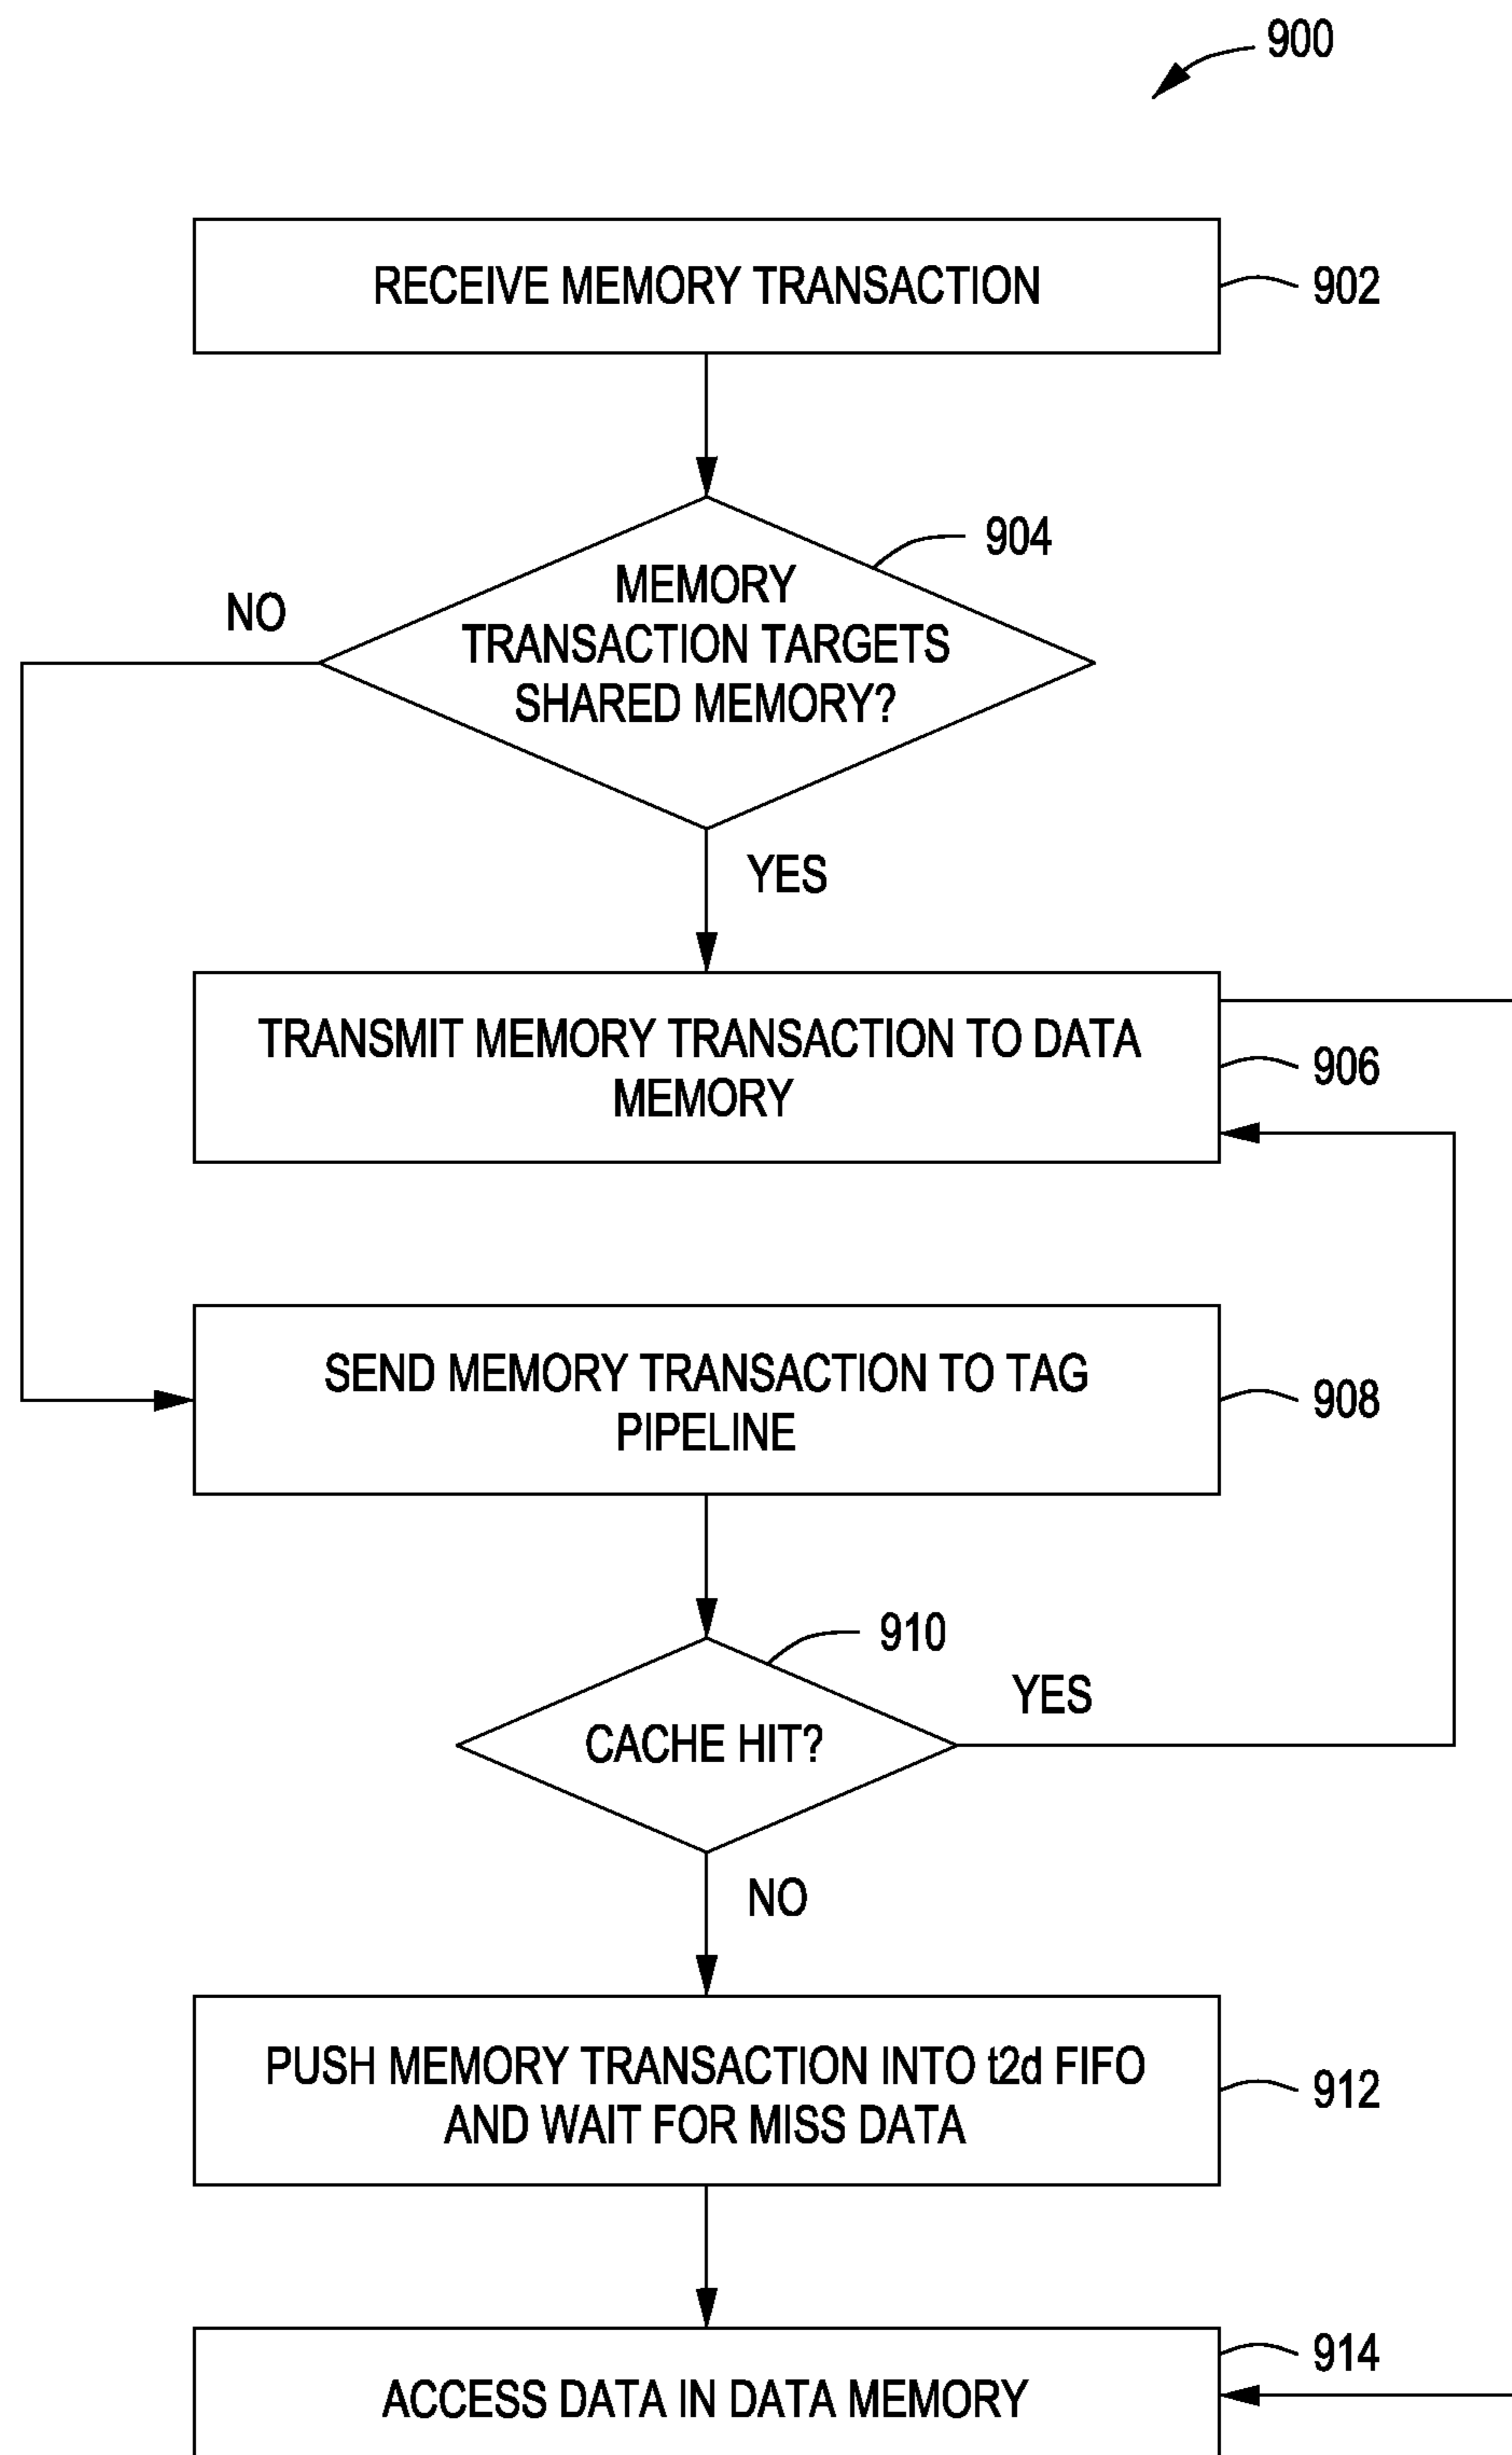 900
RECEIVE MEMORY TRANSACTION
902
904
MEMORY
TRANSACTION TARGETS
SHARED MEMORY?
NO
YES
TRANSMIT MEMORY TRANSACTION TO DATA
MEMORY
906
SEND MEMORY TRANSACTION TO TAG
PIPELINE
908
910
YES
CACHE HIT?
NO
PUSH MEMORY TRANSACTION INTO t2d FIFO
AND WAIT FOR MISS DATA
912
914
ACCESS DATA IN DATA MEMORY